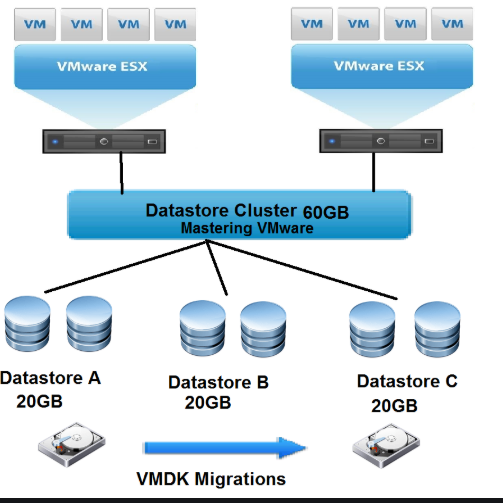 VM VM VM VM VM VM VM VM
VMware ESX VMware ESX
Datastore Cluster 60GB
Mastering VMware
Datastore A Datastore B Datastore C
20GB 20GB 20GB
VMDK Migrations